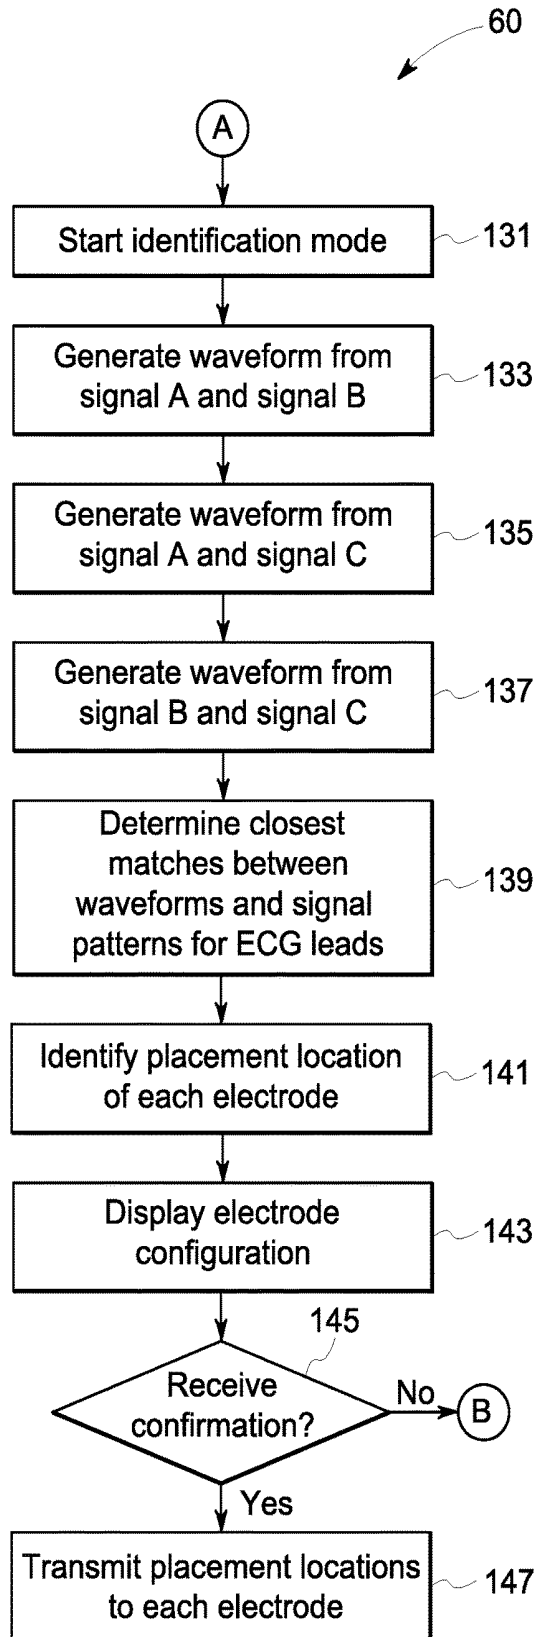 60
A
Start identification mode
131
Generate waveform from
signal A and signal B
133
Generate waveform from
signal A and signal C
135
Generate waveform from
signal B and signal C
137
Determine closest
matches between
waveforms and signal
patterns for ECG leads
139
Identify placement location
of each electrode
141
Display electrode
configuration
143
145
Receive
confirmation?
No
B
Yes
Transmit placement locations
to each electrode
147